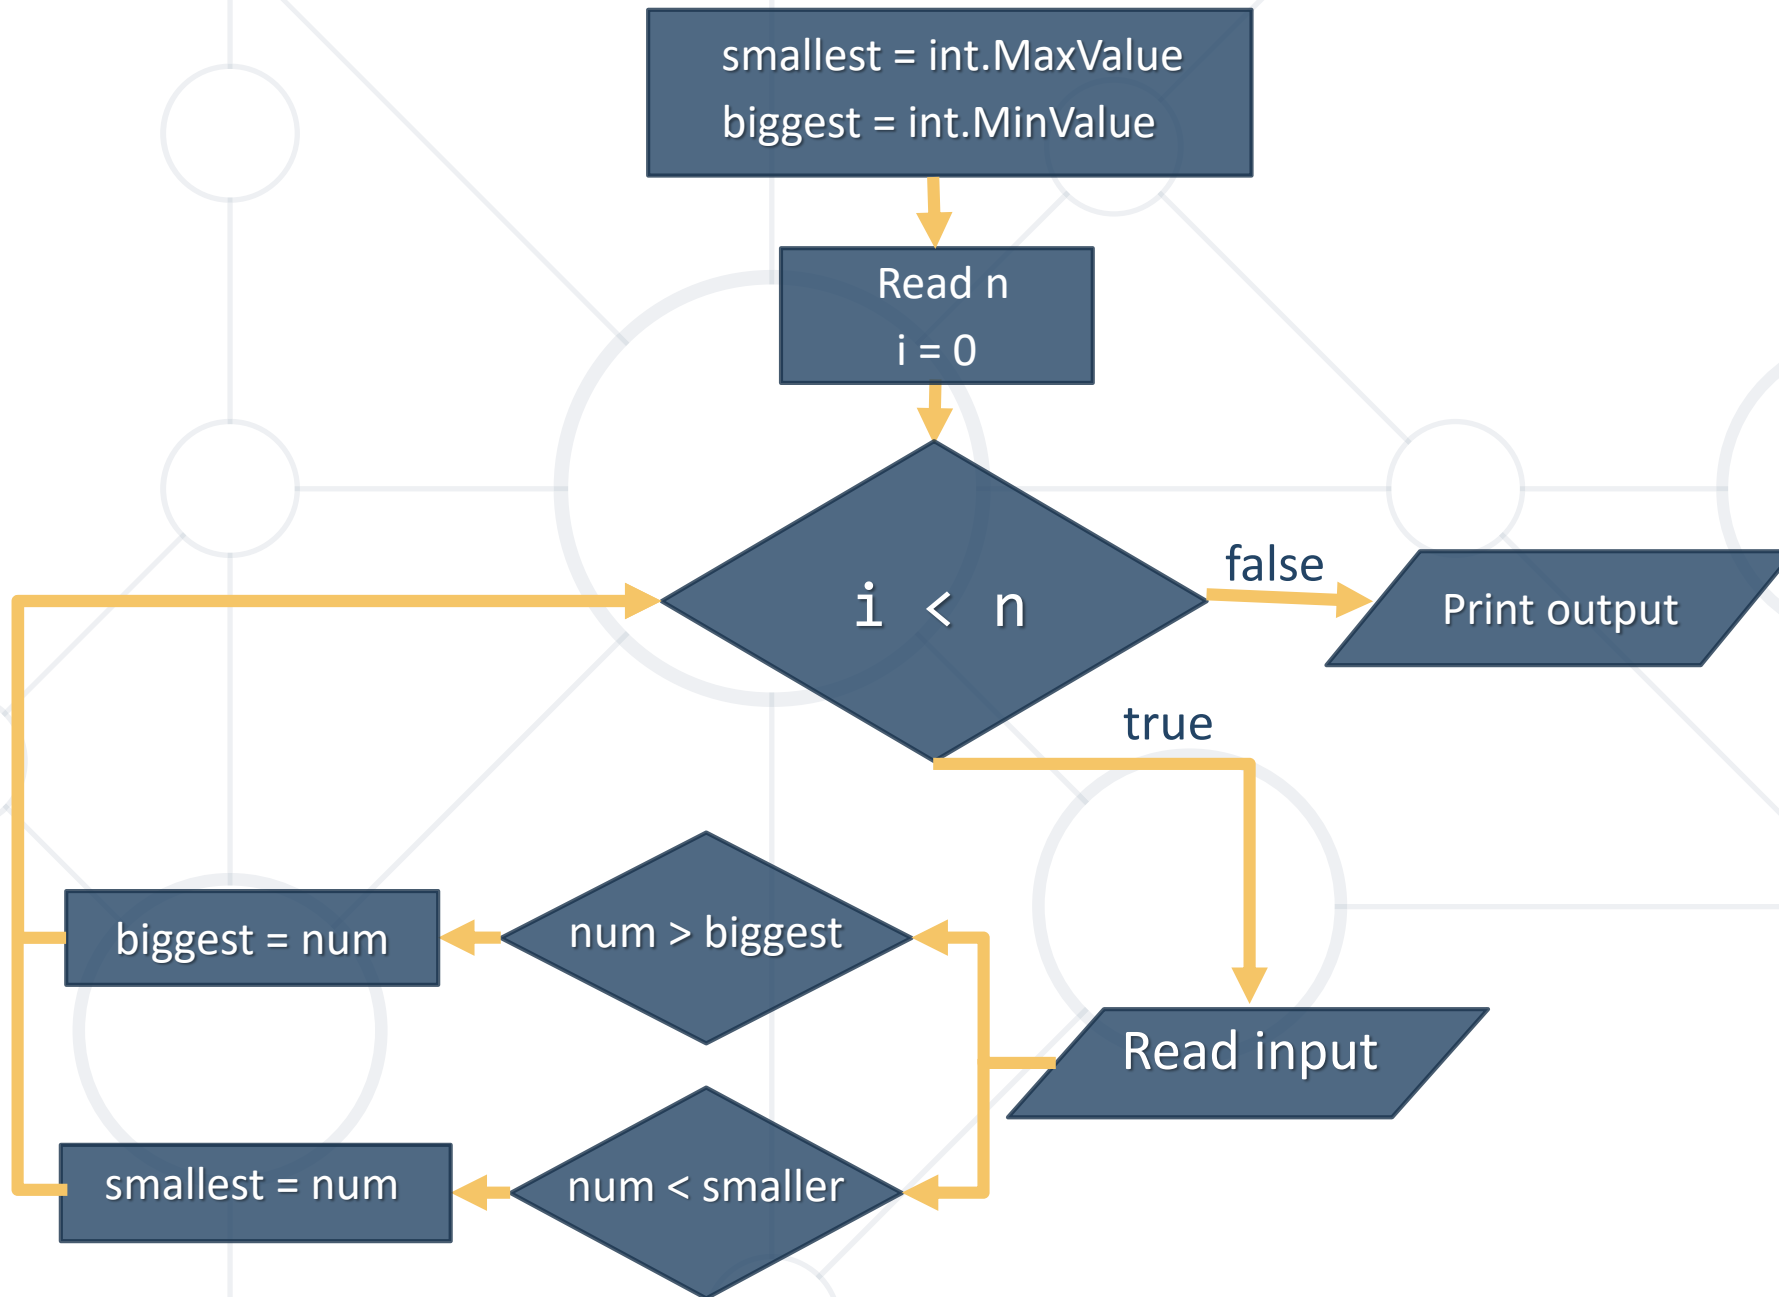 smallest = int.MaxValue
biggest = int.MinValue
Read n
i = 0
i < n
false
Print output
true
num > biggest
biggest = num
Read input
num < smaller
smallest = num